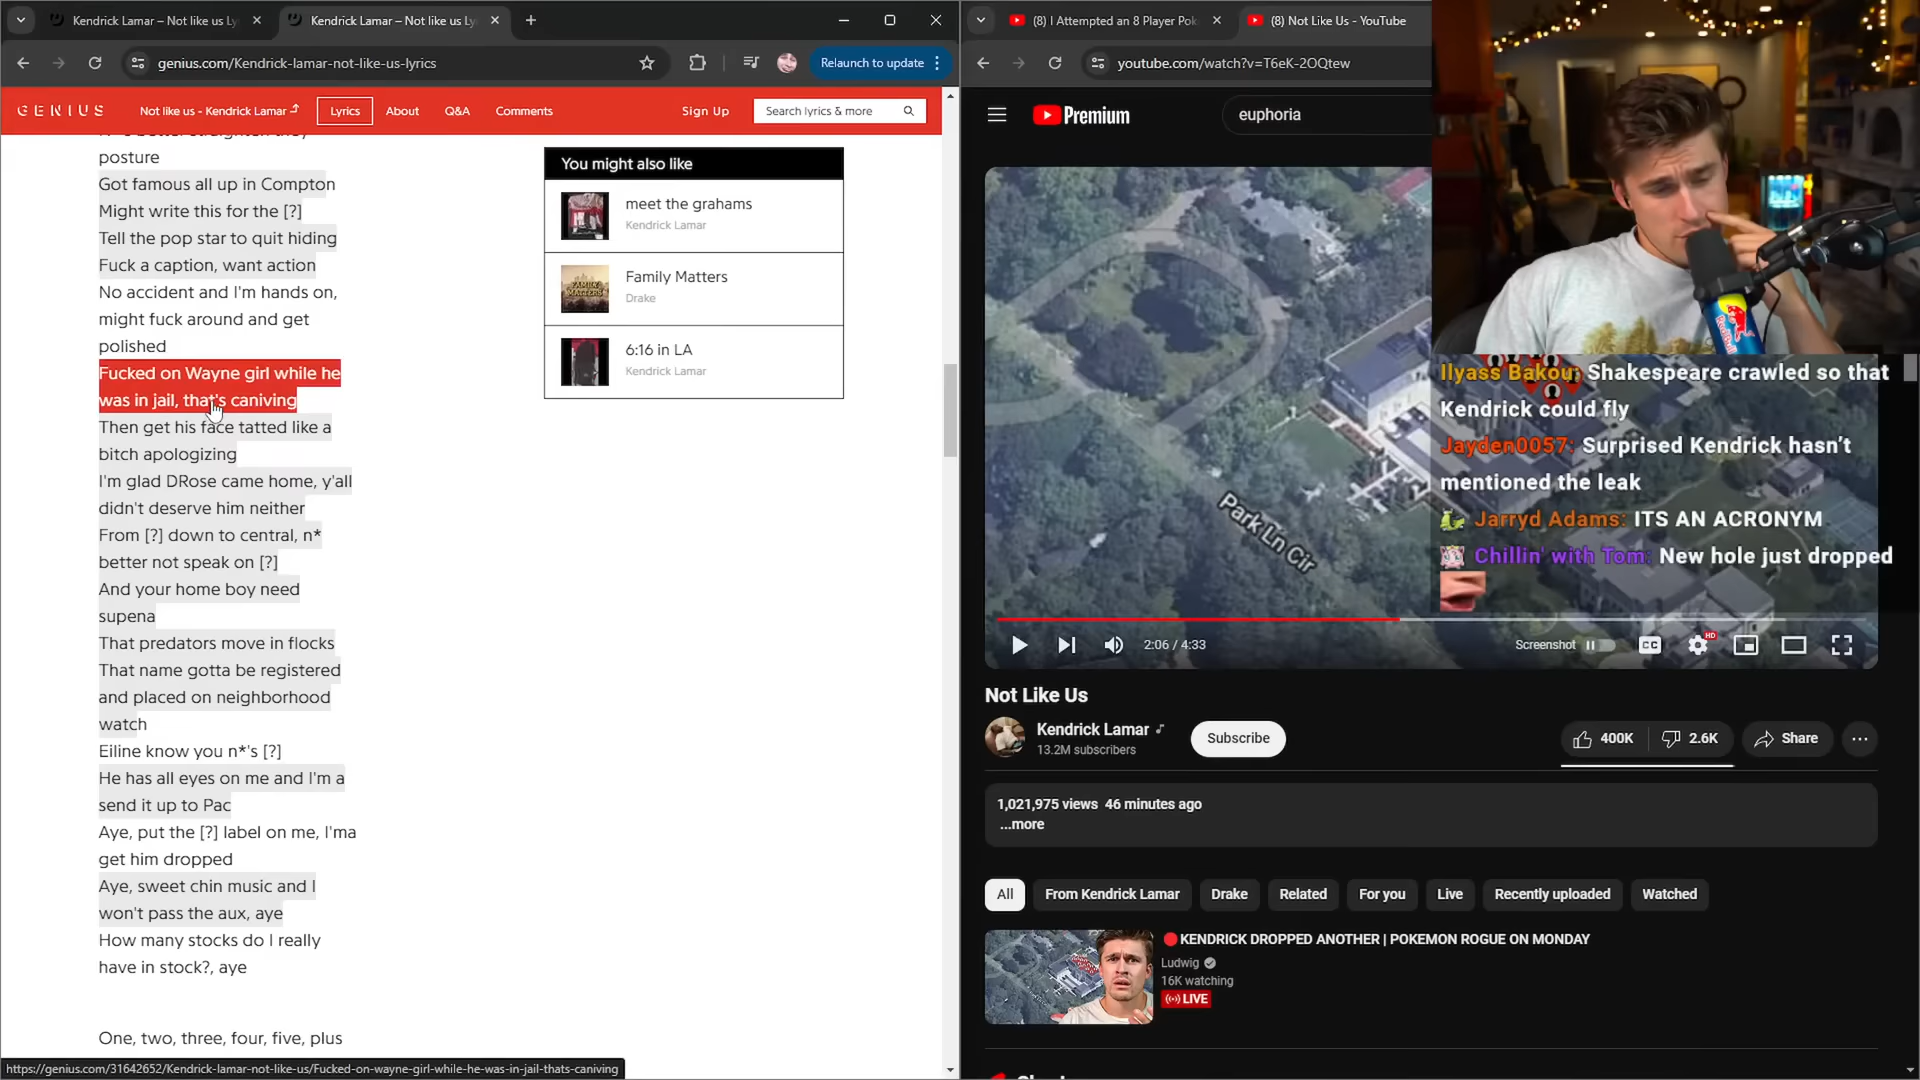 Kendrick Lamar – Not like us Ly
Kendrick Lamar – Not like us Ly
genius.com/Kendrick-lamar-not-like-us-lyrics
Relaunch to update
GENIUS
Not like us - Kendrick Lamar
Lyrics
About
Q&A
Comments
Sign Up
Search lyrics & more
posture
Got famous all up in Compton
Might write this for the [?]
Tell the pop star to quit hiding
Fuck a caption, want action
No accident and I'm hands on,
might fuck around and get
polished
Fucked on Wayne girl while he
was in jail, that's caniving
Then get his face tatted like a
bitch apologizing
I'm glad DRose came home, y'all
didn't deserve him neither
From [?] down to central, n*
better not speak on [?]
And your home boy need
supena
That predators move in flocks
That name gotta be registered
and placed on neighborhood
watch
Eiline know you n*'s [?]
He has all eyes on me and I'm a
send it up to Pac
Aye, put the [?] label on me, I'ma
get him dropped
Aye, sweet chin music and I
won't pass the aux, aye
How many stocks do I really
have in stock?, aye
One, two, three, four, five, plus
https://genius.com/31642652/Kendrick-lamar-not-like-us/Fucked-on-wayne-girl-while-he-was-in-jail-thats-caniving
You might also like
meet the grahams
Kendrick Lamar
FAMILY MATTERS
Family Matters
Drake
6:16 in LA
Kendrick Lamar
(8) I Attempted an 8 Player Pok
(8) Not Like Us - YouTube
youtube.com/watch?v=T6eK-2OQtew
Premium
euphoria
Park Ln Cir
2:06 / 4:33
Screenshot
CC
HD
Red Bull
Ilyass Bakou: Shakespeare crawled so that
Kendrick could fly
Jayden0057: Surprised Kendrick hasn't
mentioned the leak
Jarryd Adams: ITS AN ACRONYM
Chillin' with Tom: New hole just dropped
Not Like Us
Kendrick Lamar
13.2M subscribers
Subscribe
400K
2.6K
Share
1,021,975 views 46 minutes ago
...more
All
From Kendrick Lamar
Drake
Related
For you
Live
Recently uploaded
Watched
KENDRICK DROPPED ANOTHER | POKEMON ROGUE ON MONDAY
Ludwig
16K watching
LIVE